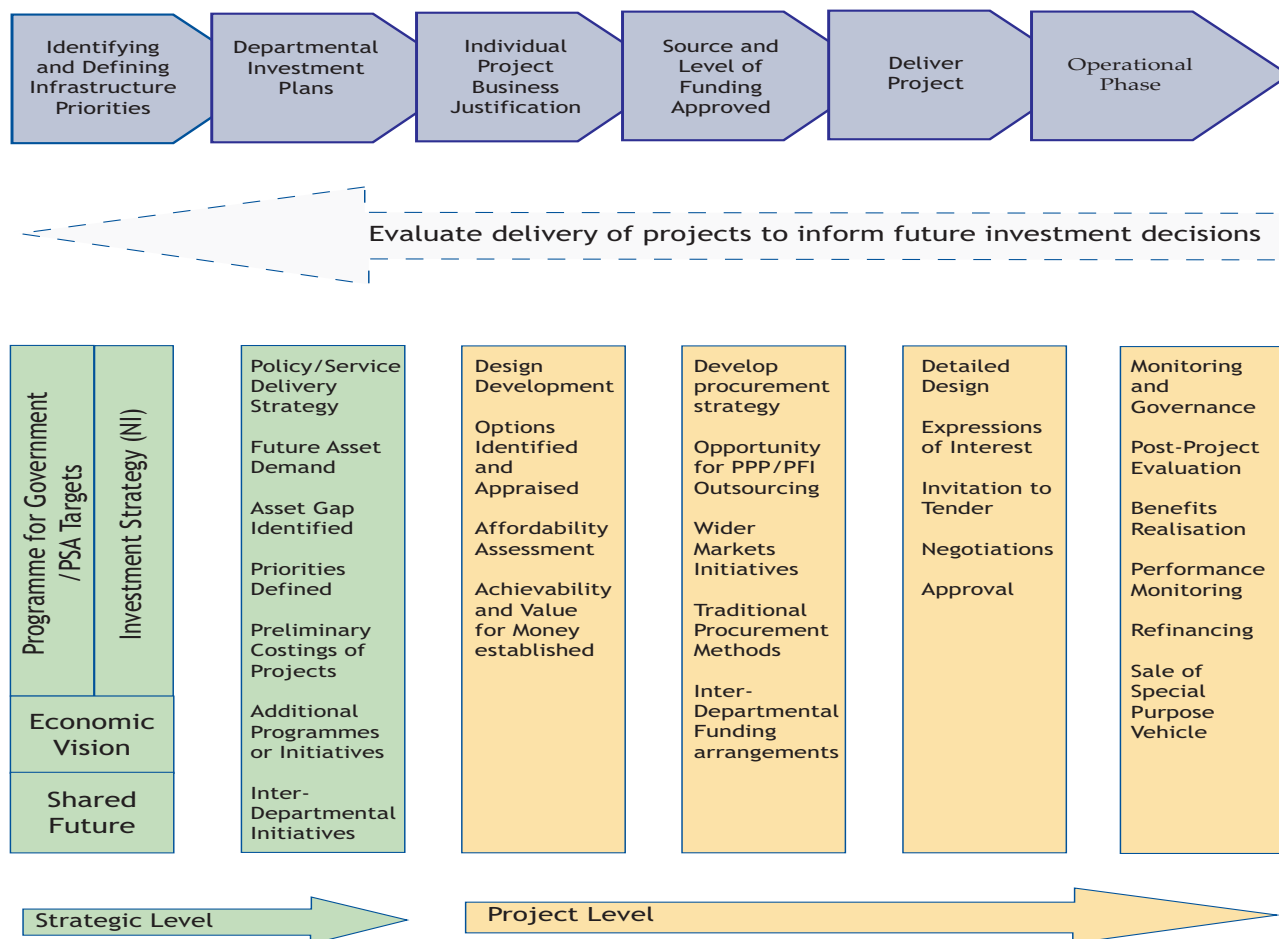 Identifying
and Defining
Infrastructure
Priorities
Departmental
Investment
Plans
Individual
Project
Business
Justification
Source and
Level of
Funding
Approved
Deliver
Project
Operational
Phase
Evaluate delivery of projects to inform future investment decisions
Programme for Government
/PSA Targets
Investment Strategy (NI)
Economic
Vision
Shared
Future
Policy/Service
Delivery
Strategy
Future Asset
Demand
Asset Gap
Identified
Priorities
Defined
Preliminary
Costings of
Projects
Additional
Programmes
or Initiatives
Inter-
Departmental
Initiatives
Design
Development
Options
Identified
and
Appraised
Affordability
Assessment
Achievability
and Value
for Money
established
Develop
procurement
strategy
Opportunity
for PPP/PFI
Outsourcing
Wider
Markets
Initiatives
Traditional
Procurement
Methods
Inter-
Departmental
Funding
arrangements
Detailed
Design
Expressions
of Interest
Invitation to
Tender
Negotiations
Approval
Monitoring
and
Governance
Post-Project
Evaluation
Benefits
Realisation
Performance
Monitoring
Refinancing
Sale of
Special
Purpose
Vehicle
Strategic Level
Project Level